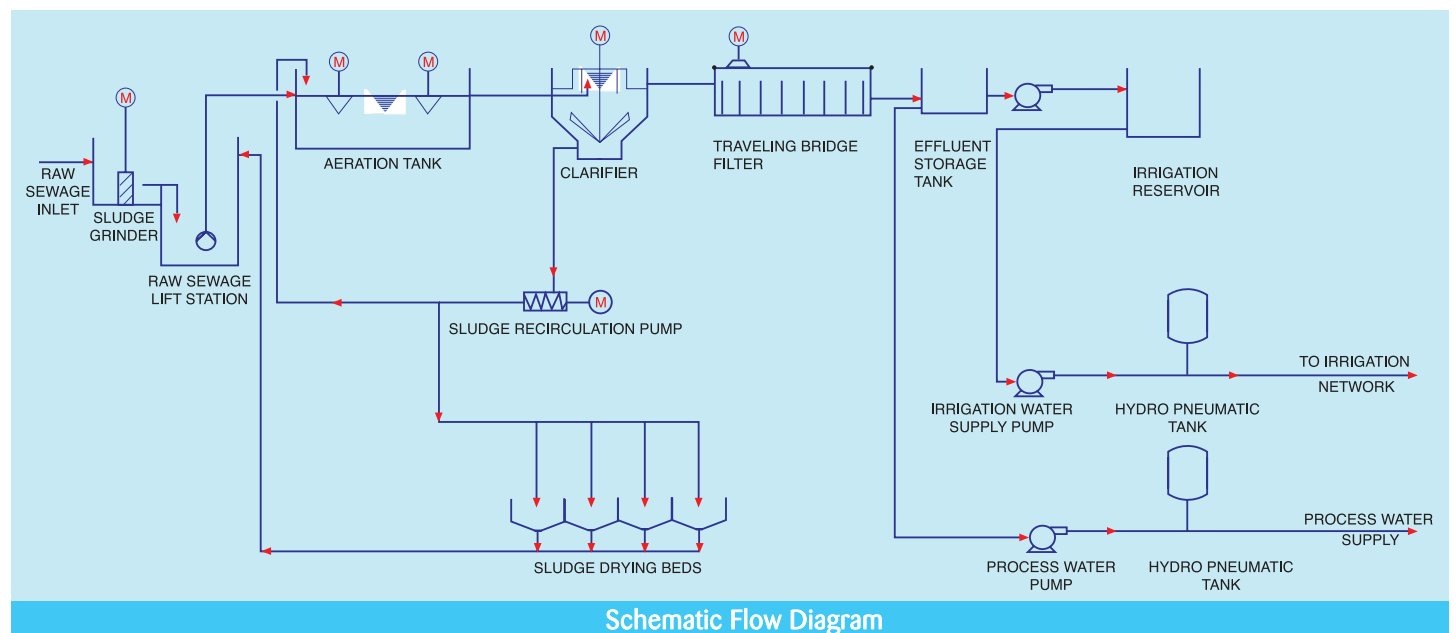 M
M
M
M
M
RAW
SEWAGE
INLET
SLUDGE
GRINDER
RAW SEWAGE
LIFT STATION
AERATION TANK
CLARIFIER
TRAVELING BRIDGE
FILTER
EFFLUENT
STORAGE
TANK
IRRIGATION
RESERVOIR
M
SLUDGE RECIRCULATION PUMP
TO IRRIGATION
NETWORK
IRRIGATION WATER
SUPPLY PUMP
HYDRO PNEUMATIC
TANK
SLUDGE DRYING BEDS
PROCESS WATER
SUPPLY
PROCESS WATER
PUMP
HYDRO PNEUMATIC
TANK
Schematic Flow Diagram